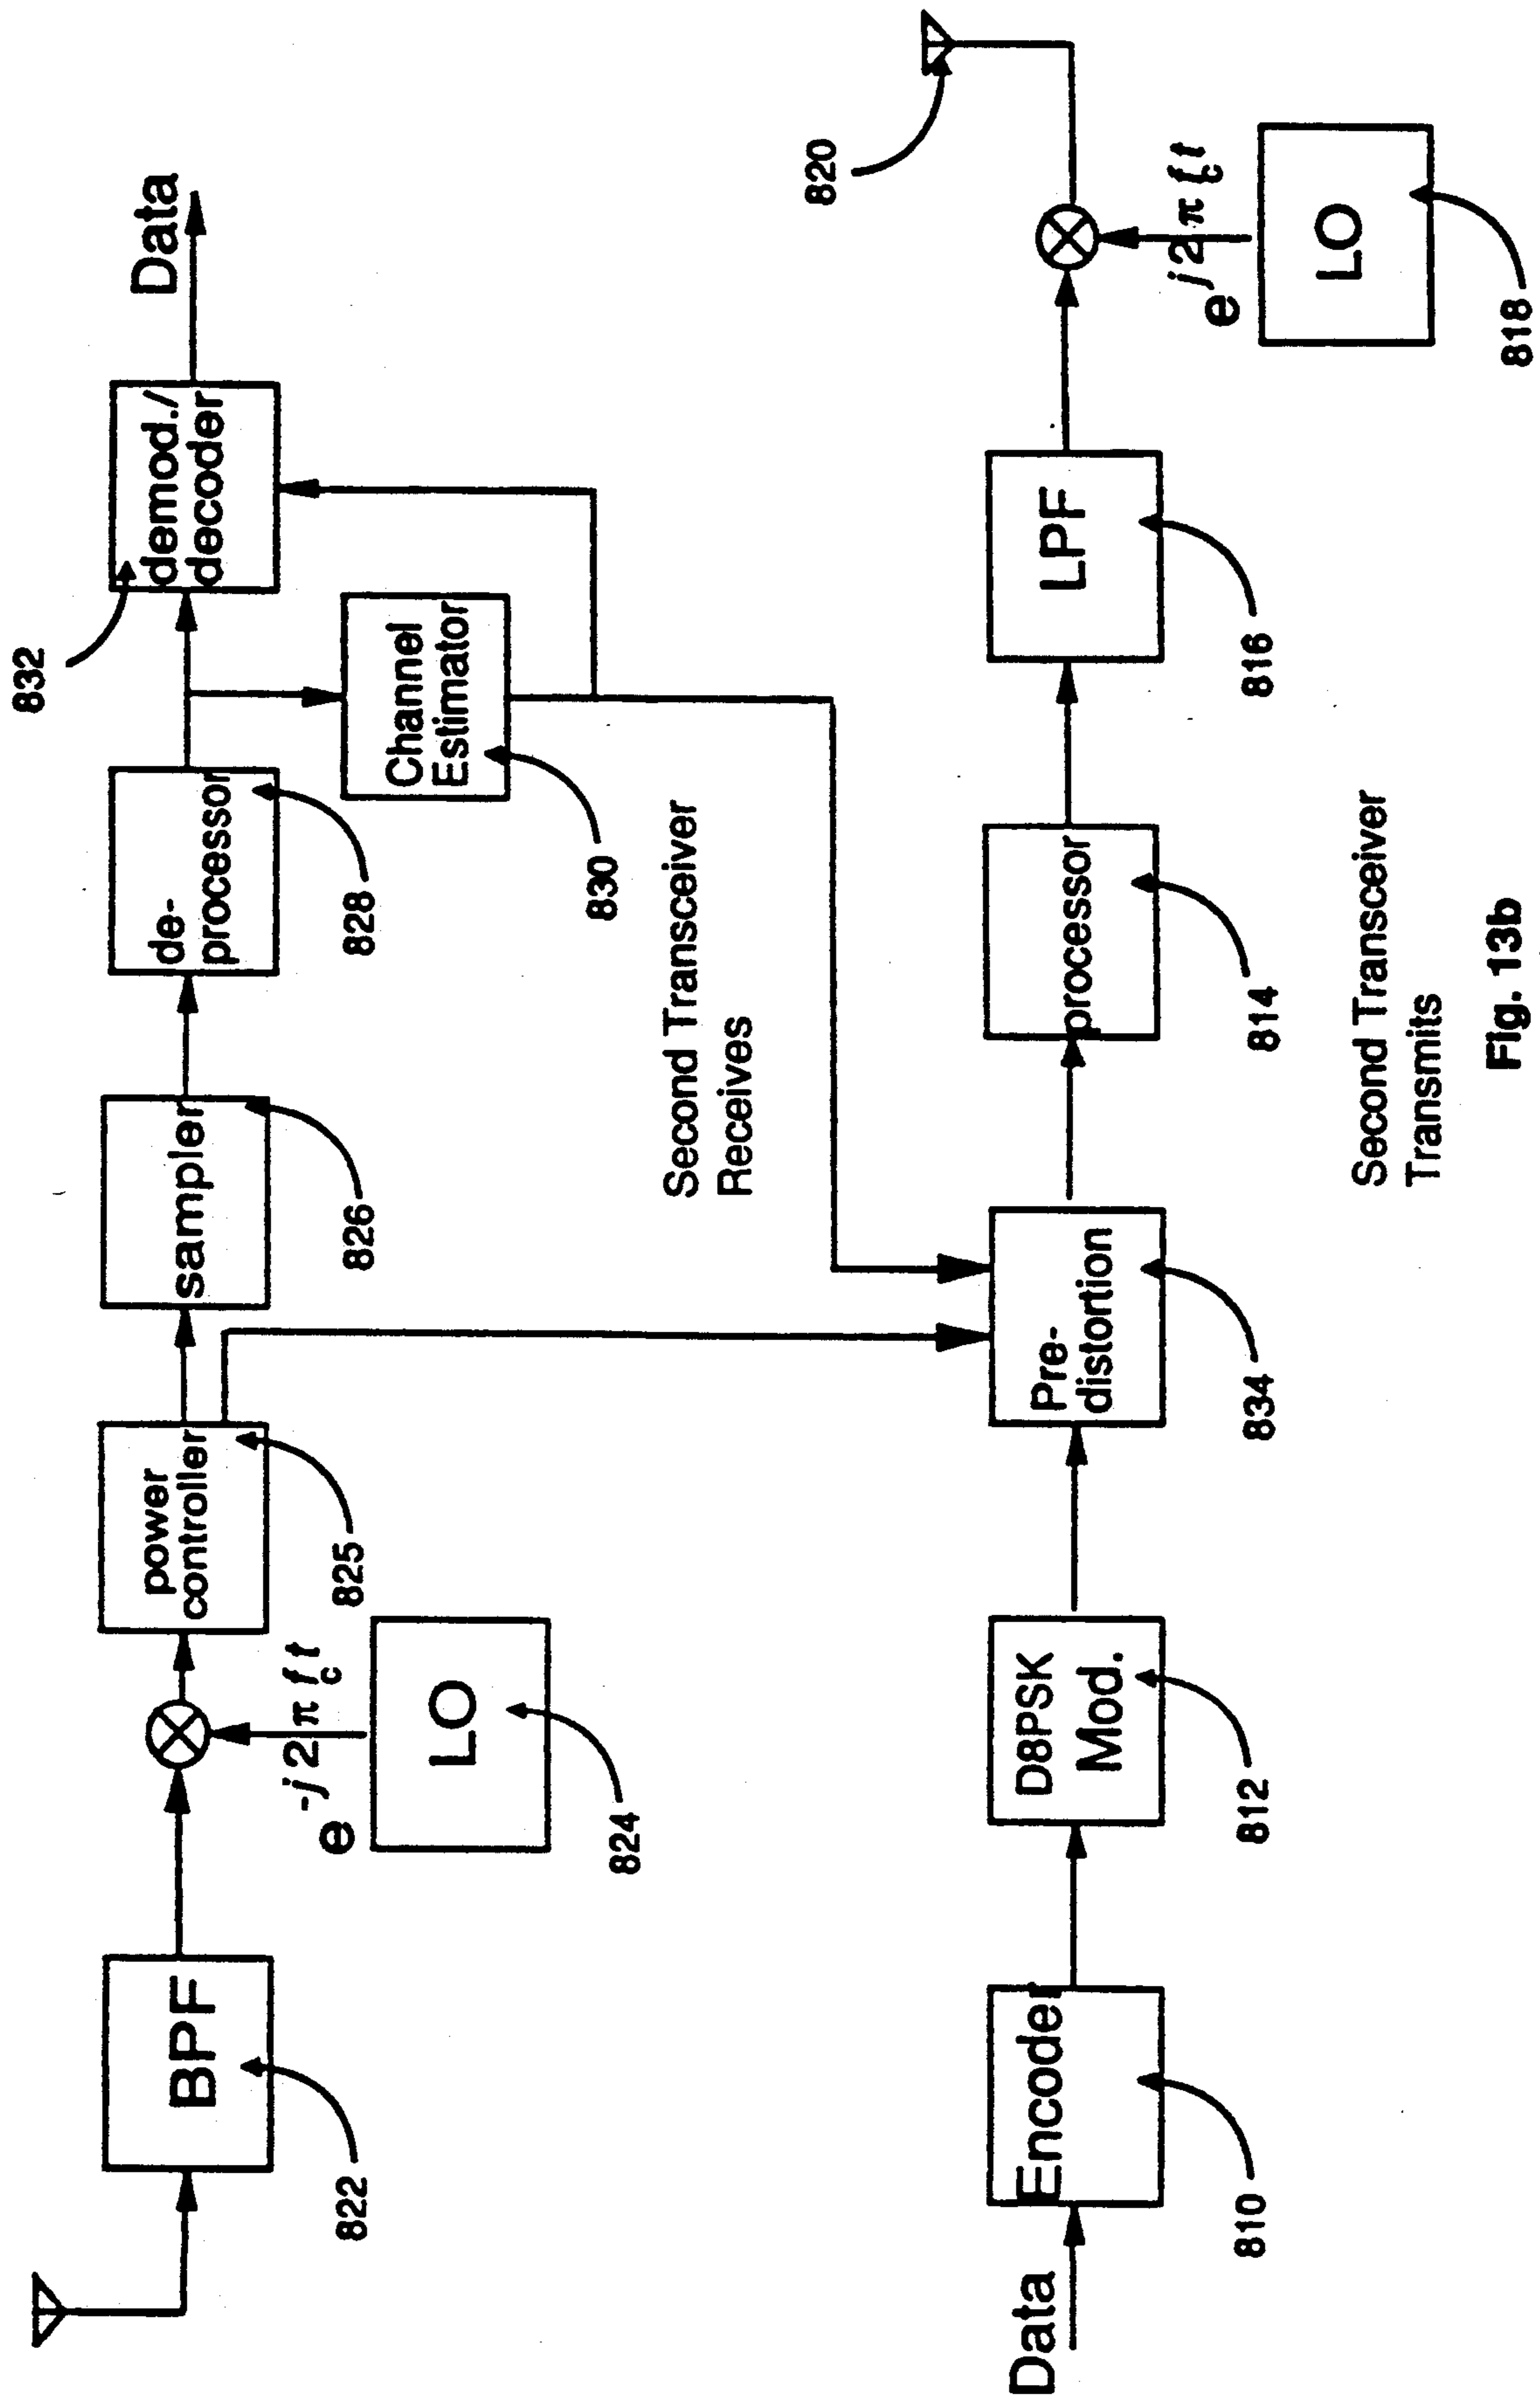 832
demod./
decoder
Data
de-
processor
828
Channel
Estimator
830
sampler
826
power
controller
825
e^-j2πf_c t
LO
824
BPF
822
Second Transceiver
Receives
820
e^j2πf_c t
LO
818
LPF
816
processor
814
Pre-
distortion
834
D8PSK
Mod.
812
Encoder
810
Data
Second Transceiver
Transmits
Fig. 13b